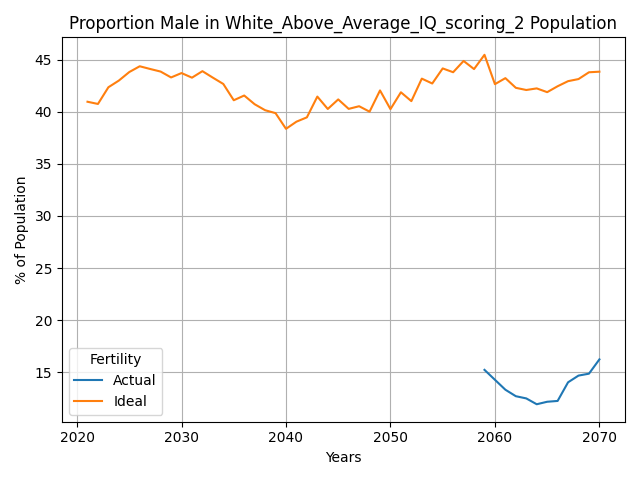 Proportion Male in White_Above_Average_IQ_scoring_2 Population
% of Population
45
40
35
30
25
20
15
Fertility
Actual
Ideal
2020 2030 2040 2050 2060 2070
Years